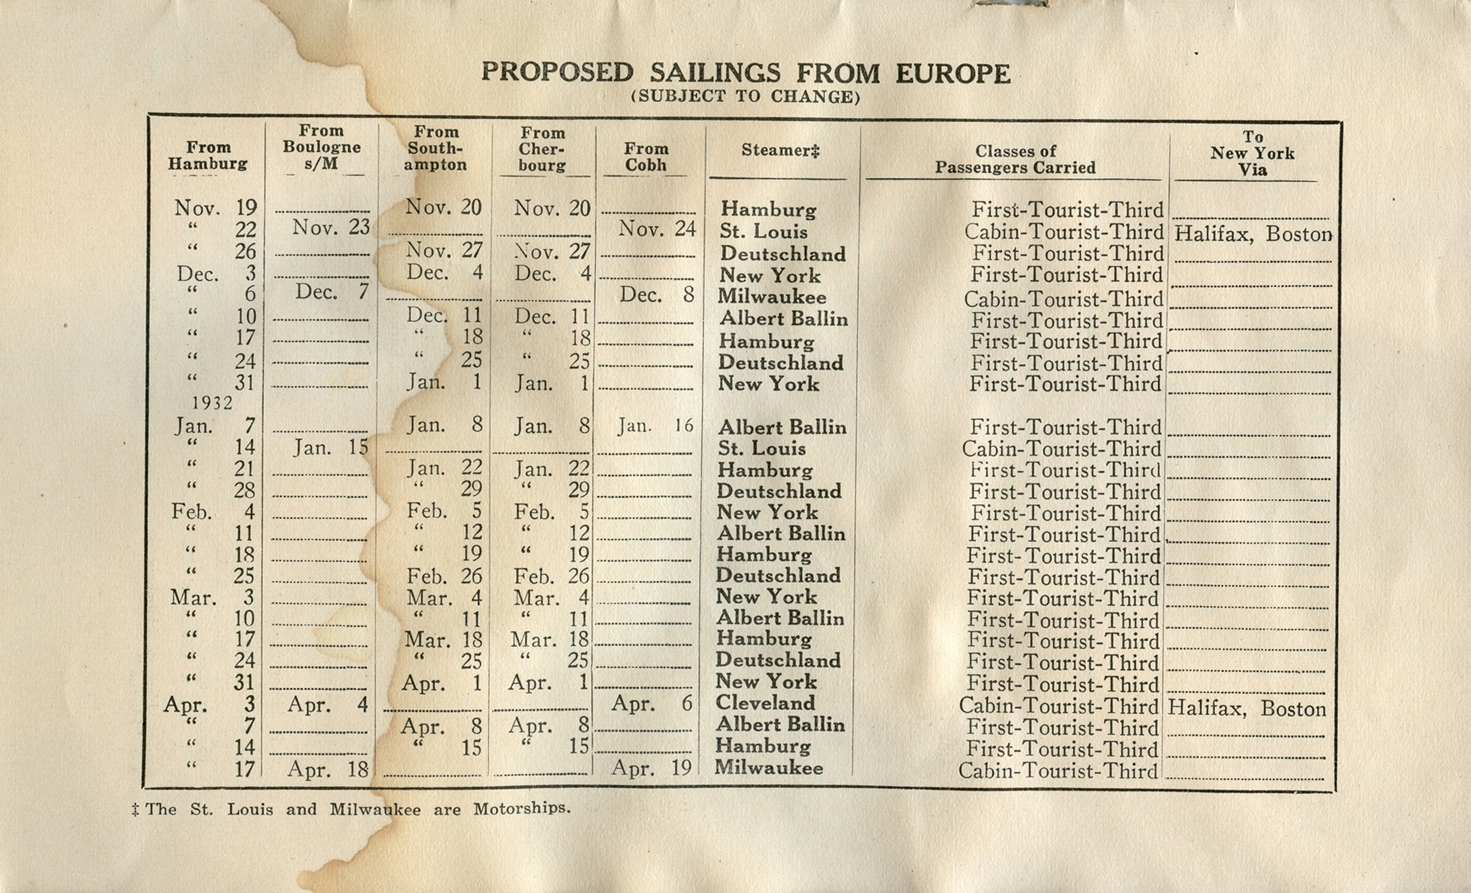 PROPOSED SAILINGS FROM EUROPE
(SUBJECT TO CHANGE)
From Hamburg | From Boulogne s/M | From South-ampton | From Cher-bourg | From Cobh | Steamer‡ | Classes of Passengers Carried | To New York Via
Nov. 19 ........ Nov. 20 Nov. 20 ........ Hamburg First-Tourist-Third ........
“ 22 Nov. 23 ........ ........ Nov. 24 St. Louis Cabin-Tourist-Third Halifax, Boston
“ 26 ........ Nov. 27 Nov. 27 ........ Deutschland First-Tourist-Third ........
Dec. 3 ........ Dec. 4 Dec. 4 ........ New York First-Tourist-Third ........
“ 6 Dec. 7 ........ ........ Dec. 8 Milwaukee Cabin-Tourist-Third ........
“ 10 ........ Dec. 11 Dec. 11 ........ Albert Ballin First-Tourist-Third ........
“ 17 ........ “ 18 “ 18 ........ Hamburg First-Tourist-Third ........
“ 24 ........ “ 25 “ 25 ........ Deutschland First-Tourist-Third ........
“ 31 ........ Jan. 1 Jan. 1 ........ New York First-Tourist-Third ........
1932
Jan. 7 ........ Jan. 8 Jan. 8 Jan. 16 Albert Ballin First-Tourist-Third ........
“ 14 Jan. 15 ........ ........ ........ St. Louis Cabin-Tourist-Third ........
“ 21 ........ Jan. 22 Jan. 22 ........ Hamburg First-Tourist-Third ........
“ 28 ........ “ 29 “ 29 ........ Deutschland First-Tourist-Third ........
Feb. 4 ........ Feb. 5 Feb. 5 ........ New York First-Tourist-Third ........
“ 11 ........ “ 12 “ 12 ........ Albert Ballin First-Tourist-Third ........
“ 18 ........ “ 19 “ 19 ........ Hamburg First-Tourist-Third ........
“ 25 ........ Feb. 26 Feb. 26 ........ Deutschland First-Tourist-Third ........
Mar. 3 ........ Mar. 4 Mar. 4 ........ New York First-Tourist-Third ........
“ 10 ........ “ 11 “ 11 ........ Albert Ballin First-Tourist-Third ........
“ 17 ........ Mar. 18 Mar. 18 ........ Hamburg First-Tourist-Third ........
“ 24 ........ “ 25 “ 25 ........ Deutschland First-Tourist-Third ........
“ 31 ........ Apr. 1 Apr. 1 ........ New York First-Tourist-Third ........
Apr. 3 Apr. 4 ........ ........ Apr. 6 Cleveland Cabin-Tourist-Third Halifax, Boston
“ 7 ........ Apr. 8 Apr. 8 ........ Albert Ballin First-Tourist-Third ........
“ 14 ........ “ 15 “ 15 ........ Hamburg First-Tourist-Third ........
“ 17 Apr. 18 ........ ........ Apr. 19 Milwaukee Cabin-Tourist-Third ........
‡ The St. Louis and Milwaukee are Motorships.